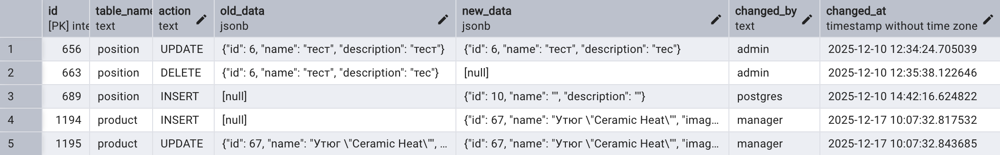 id table_name action old_data new_data changed_by changed_at
[PK] inte text text jsonb jsonb text timestamp without time zone
1 656 position UPDATE {"id": 6, "name": "тест", "description": "тест"} {"id": 6, "name": "тест", "description": "тес"} admin 2025-12-10 12:34:24.705039
2 663 position DELETE {"id": 6, "name": "тест", "description": "тес"} [null] admin 2025-12-10 12:35:38.122646
3 689 position INSERT [null] {"id": 10, "name": "", "description": ""} postgres 2025-12-10 14:42:16.624822
4 1194 product INSERT [null] {"id": 67, "name": "Утюг \"Ceramic Heat\"", "imag… manager 2025-12-17 10:07:32.817532
5 1195 product UPDATE {"id": 67, "name": "Утюг \"Ceramic Heat\"", … {"id": 67, "name": "Утюг \"Ceramic Heat\"", "imag… manager 2025-12-17 10:07:32.843685